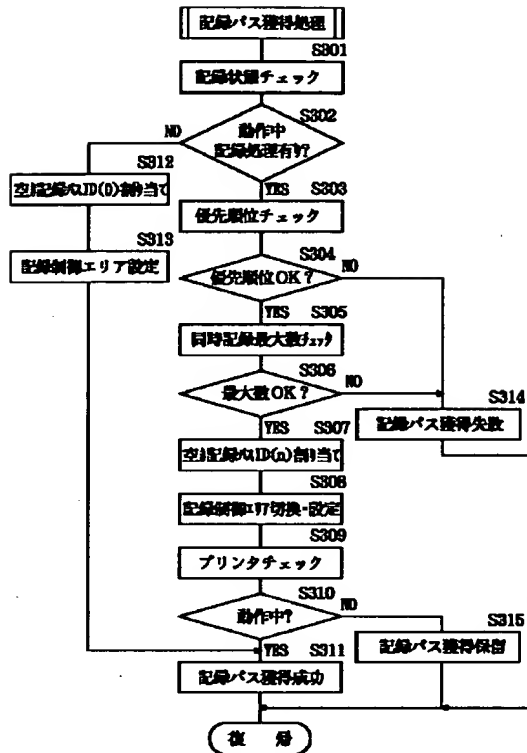 記録パス獲得処理
S301
記録状態チェック
S302
動作中
記録処理有り?
NO
YES
S303
S312
空き記録パスID(0)割り当て
優先順位チェック
S313
S304
記録制御エリア設定
優先順位OK?
NO
YES
S305
同時記録最大数チェック
S306
最大数OK?
NO
S314
YES
S307
記録パス獲得失敗
空き記録パスID(n)割り当て
S308
記録制御エリア切換・設定
S309
プリンタチェック
S310
動作中?
NO
S315
YES
S311
記録パス獲得保留
記録パス獲得成功
復 帰